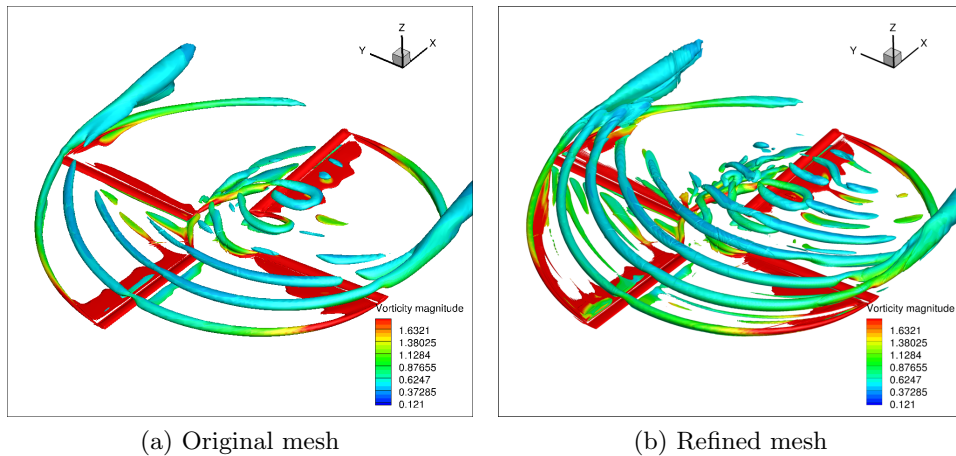 Z
Y
X
Vorticity magnitude
1.6321
1.38025
1.1284
0.87655
0.6247
0.37285
0.121
(a) Original mesh
Z
Y
X
Vorticity magnitude
1.6321
1.38025
1.1284
0.87655
0.6247
0.37285
0.121
(b) Refined mesh